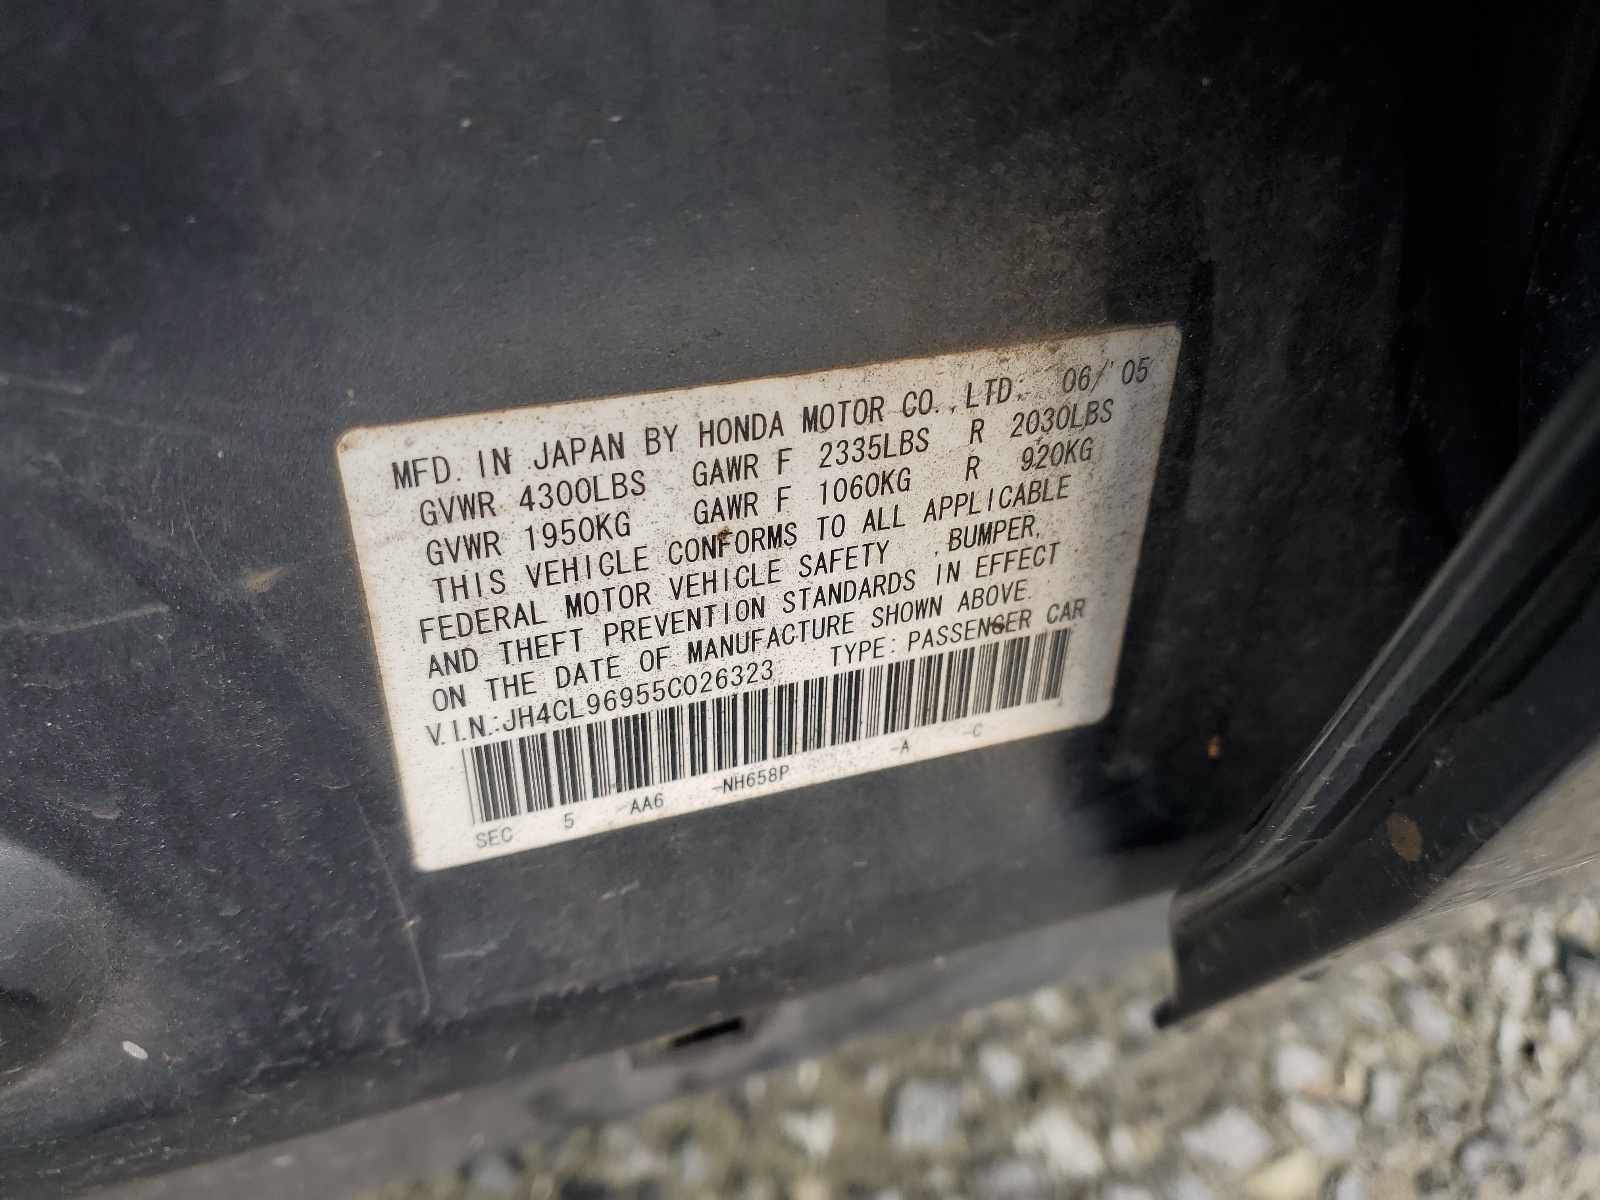 MFD. IN JAPAN BY HONDA MOTOR CO.,LTD. 06/05
GVWR 4300LBS GAWR F 2335LBS R 2030LBS
GVWR 1950KG GAWR F 1060KG R 920KG
THIS VEHICLE CONFORMS TO ALL APPLICABLE
FEDERAL MOTOR VEHICLE SAFETY , BUMPER,
AND THEFT PREVENTION STANDARDS IN EFFECT
ON THE DATE OF MANUFACTURE SHOWN ABOVE.
V.I.N.:JH4CL96955C026323 TYPE: PASSENGER CAR
SEC 5 AA6 -NH658P -A -C